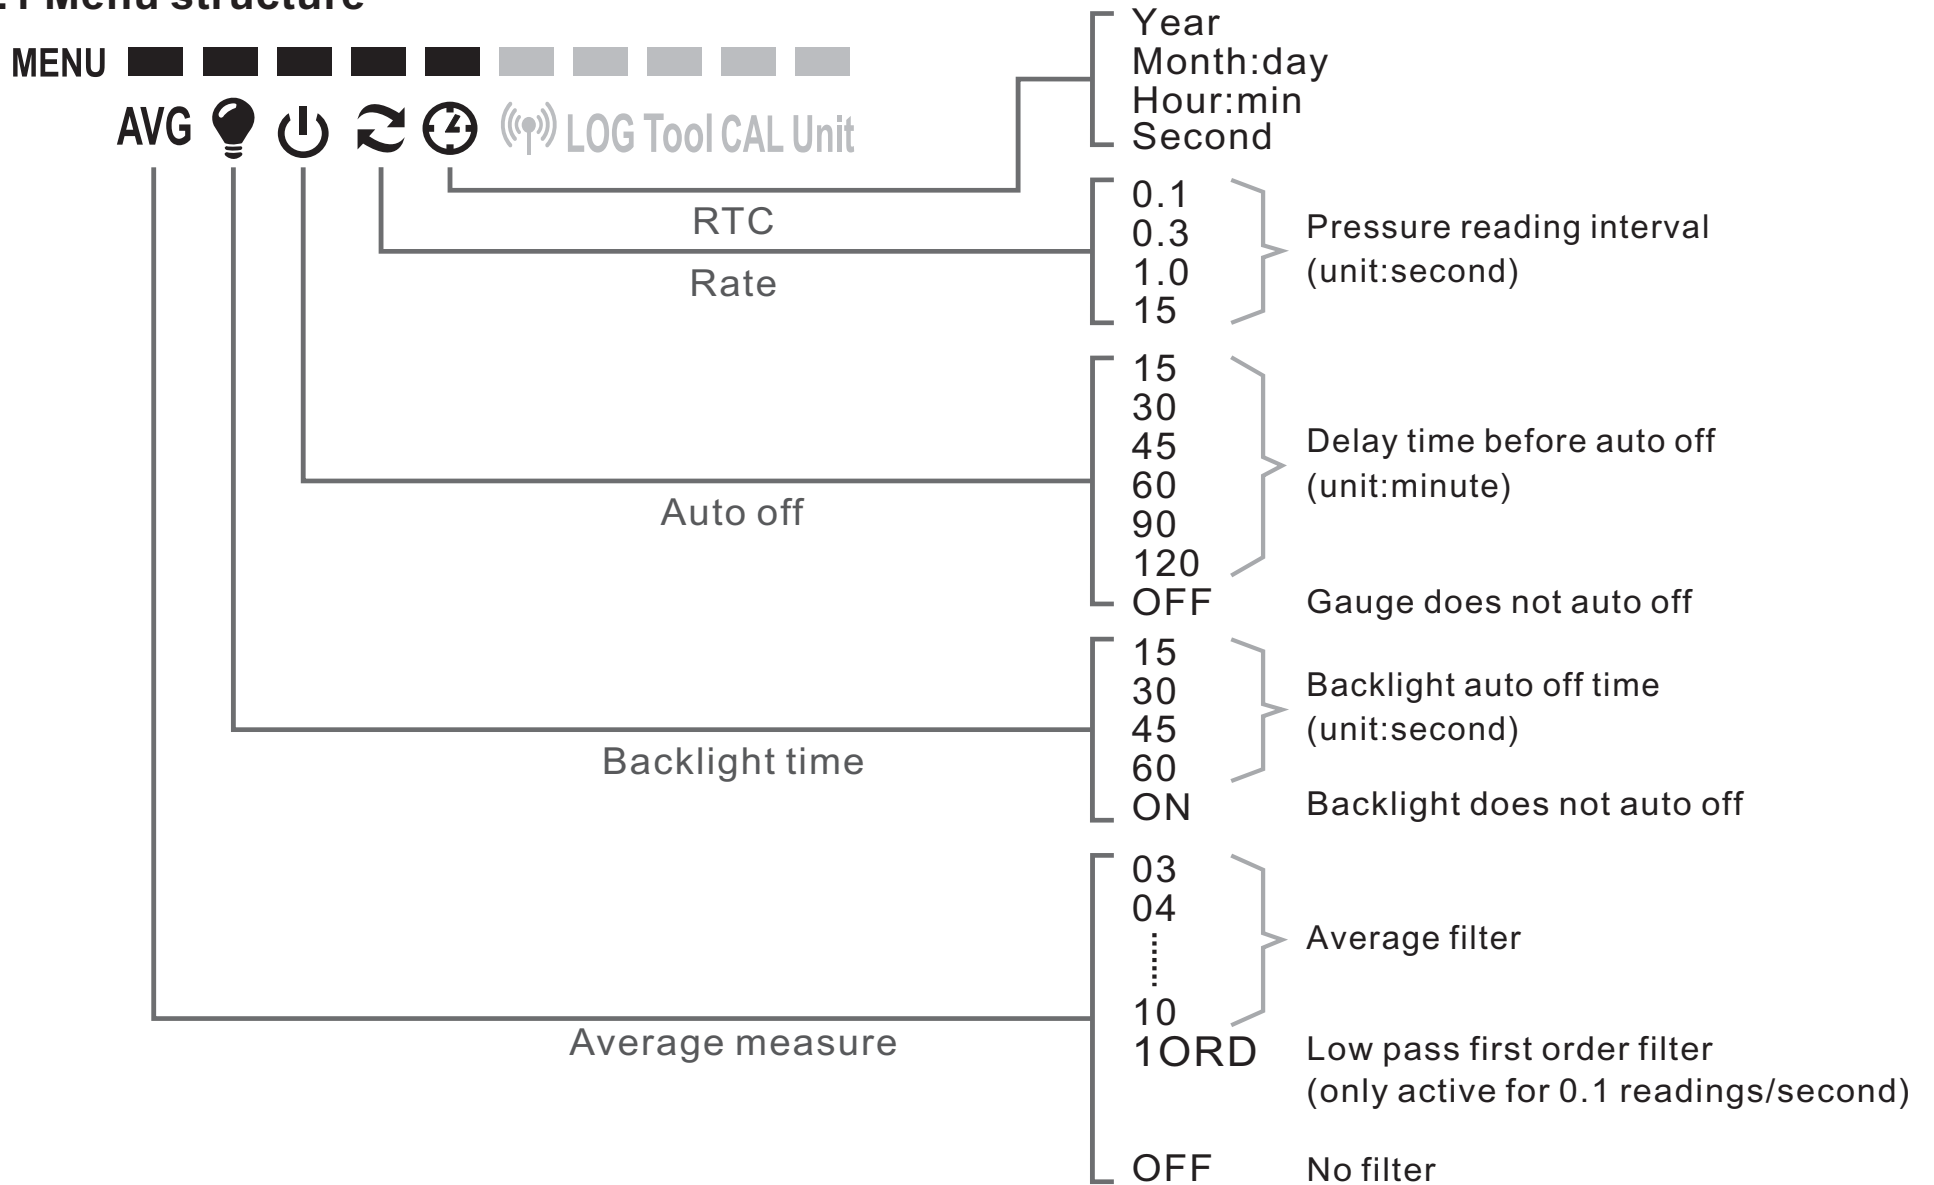 Menu structure
MENU
AVG LOG Tool CAL Unit
Year
Month:day
Hour:min
Second
RTC
0.1
0.3
1.0
15
Pressure reading interval
(unit:second)
Rate
15
30
45
60
90
120
Delay time before auto off
(unit:minute)
OFF Gauge does not auto off
Auto off
15
30
45
60
Backlight auto off time
(unit:second)
ON Backlight does not auto off
Backlight time
03
04
10
Average filter
1ORD Low pass first order filter
(only active for 0.1 readings/second)
OFF No filter
Average measure